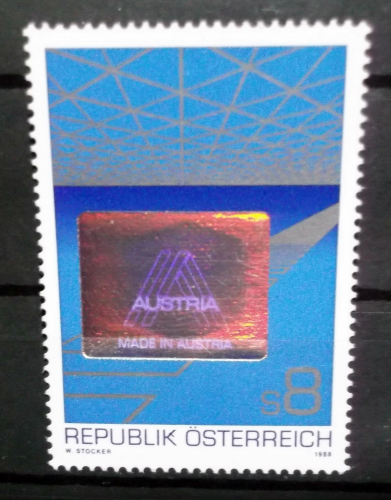 AUSTRIA
MADE IN AUSTRIA
S8
REPUBLIK ÖSTERREICH
W. STOCKER 1988